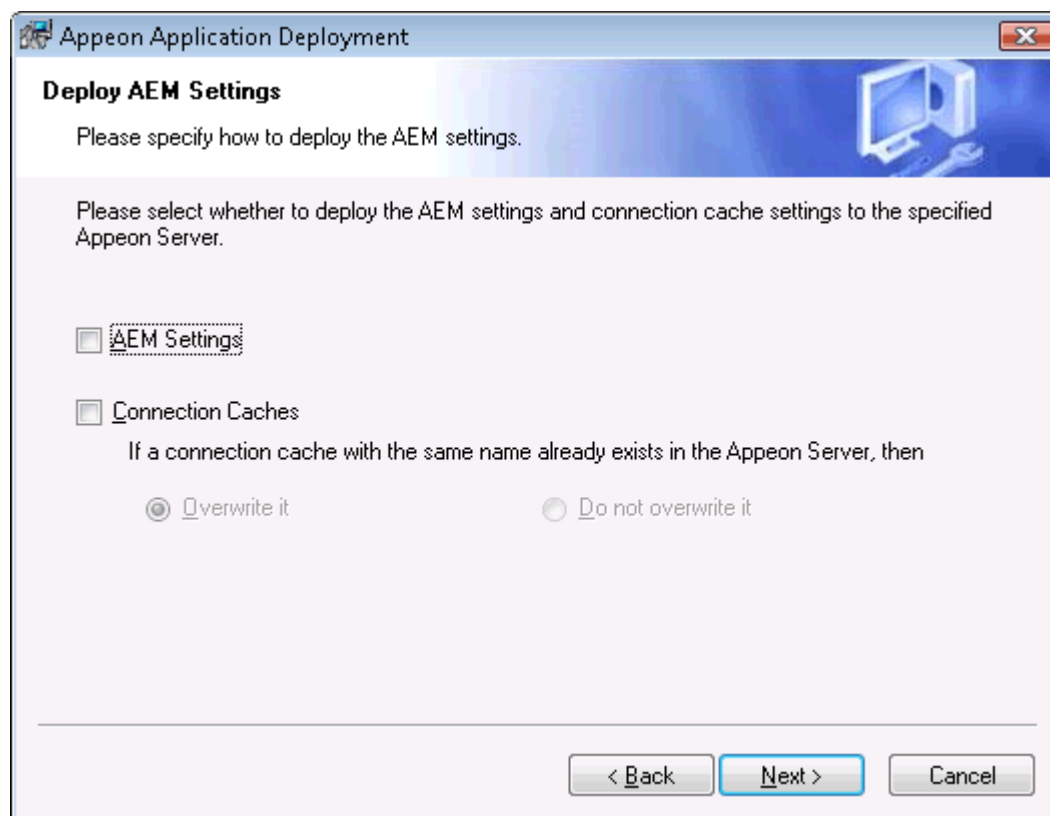 Appeon Application Deployment
Deploy AEM Settings
Please specify how to deploy the AEM settings.
Please select whether to deploy the AEM settings and connection cache settings to the specified
Appeon Server.
AEM Settings
Connection Caches
If a connection cache with the same name already exists in the Appeon Server, then
Overwrite it
Do not overwrite it
< Back
Next >
Cancel